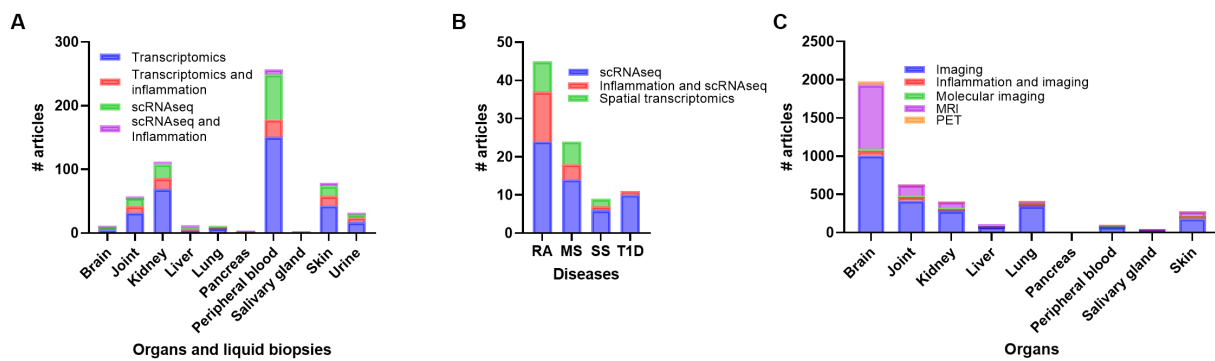 A
# articles
300
200
100
0
Transcriptomics
Transcriptomics and
inflammation
scRNAseq
scRNAseq and
Inflammation
Brain
Joint
Kidney
Liver
Lung
Pancreas
Peripheral blood
Salivary gland
Skin
Urine
Organs and liquid biopsies
B
# articles
50
40
30
20
10
0
scRNAseq
Inflammation and scRNAseq
Spatial transcriptomics
RA MS SS T1D
Diseases
C
# articles
2500
2000
1500
1000
500
0
Imaging
Inflammation and imaging
Molecular imaging
MRI
PET
Brain
Joint
Kidney
Liver
Lung
Pancreas
Peripheral blood
Salivary gland
Skin
Organs